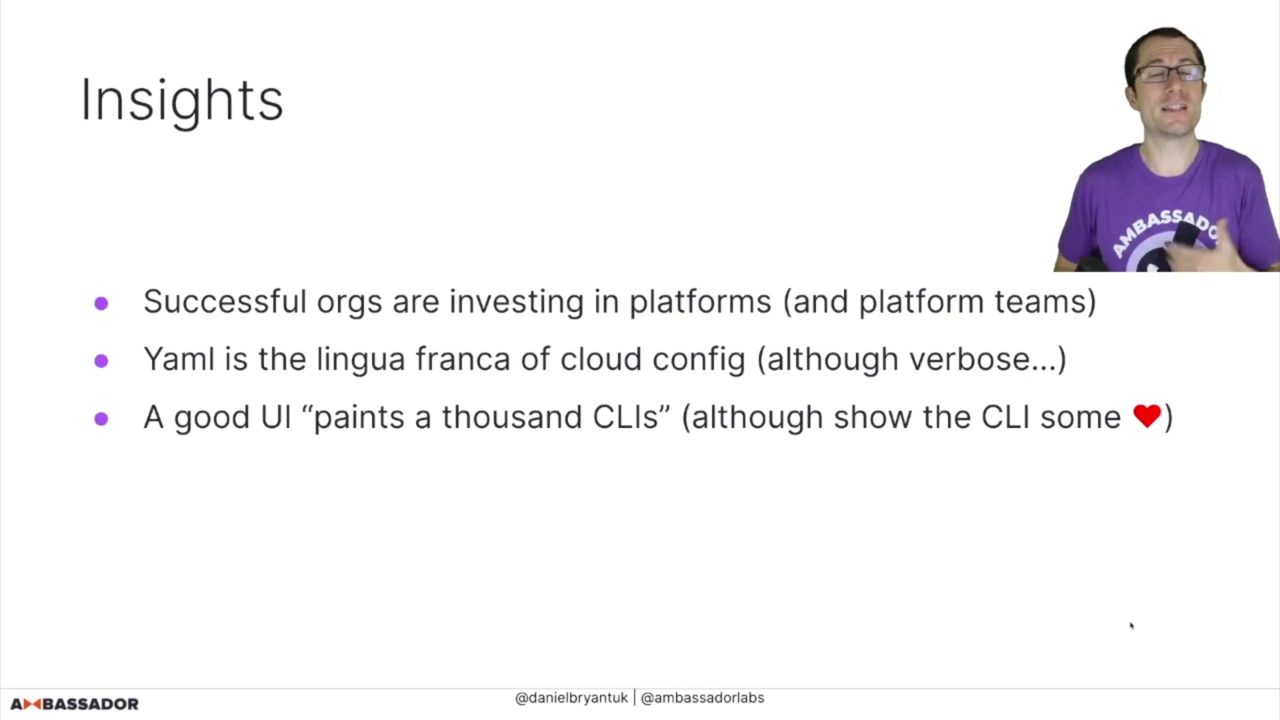 Insights
AMBASSADO
• Successful orgs are investing in platforms (and platform teams)
• Yaml is the lingua franca of cloud config (although verbose...)
• A good UI “paints a thousand CLIs” (although show the CLI some ❤)
AMBASSADOR
@danielbryantuk | @ambassadorlabs